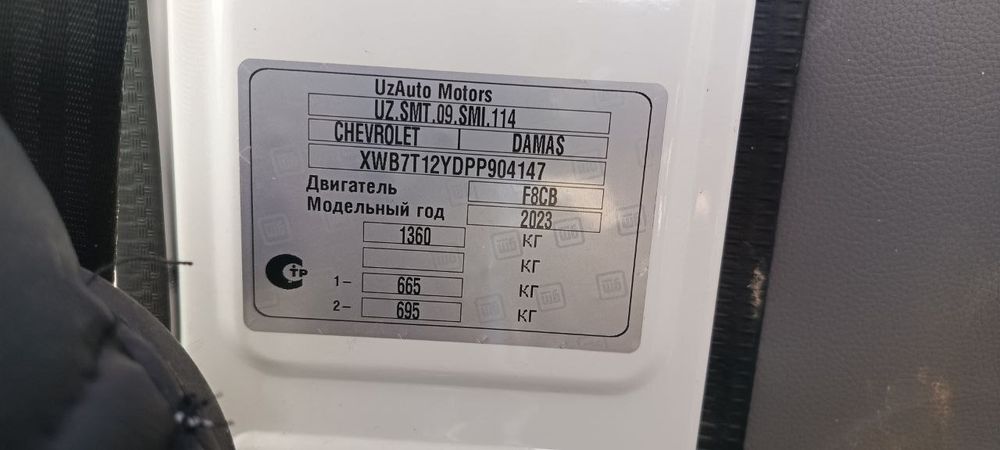 UzAuto Motors
UZ.SMT.09.SMI.114
CHEVROLET DAMAS
XWB7T12YDPP904147
Двигатель F8CB
Модельный год 2023
1360 КГ
КГ
1- 665 КГ
2- 695 КГ